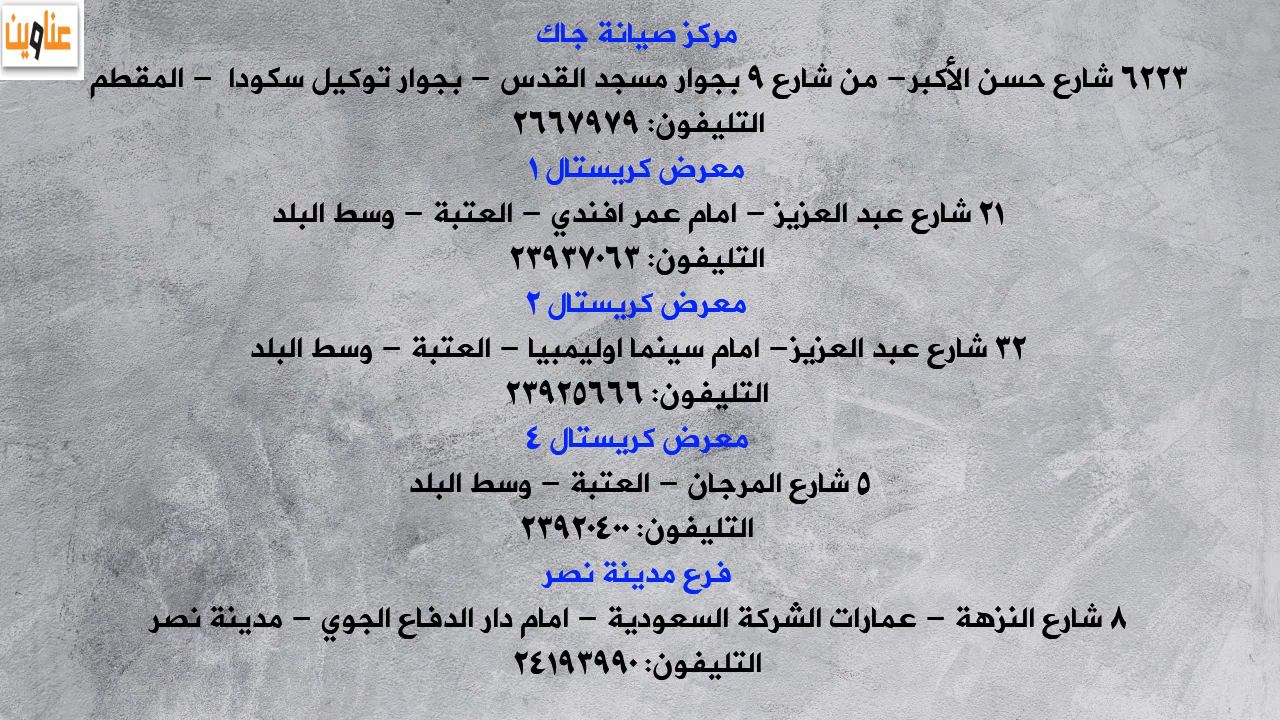 عناوين
مركز صيانة جاك
٦٢٢٣ شارع حسن الأكبر– من شارع ٩ بجوار مسجد القدس – بجوار توكيل سكودا – المقطم
التليفون: ٢٦٦٧٩٧٩
معرض كريستال ١
٢١ شارع عبد العزيز – امام عمر افندي – العتبة – وسط البلد
التليفون: ٢٣٩٣٧٠٦٣
معرض كريستال ٢
٣٢ شارع عبد العزيز– امام سينما اوليمبيا – العتبة – وسط البلد
التليفون: ٢٣٩٢٥٦٦٦
معرض كريستال ٤
٥ شارع المرجان – العتبة – وسط البلد
التليفون: ٢٣٩٢٠٤٠٠
فرع مدينة نصر
٨ شارع النزهة – عمارات الشركة السعودية – امام دار الدفاع الجوي – مدينة نصر
التليفون: ٢٤١٩٣٩٩٠